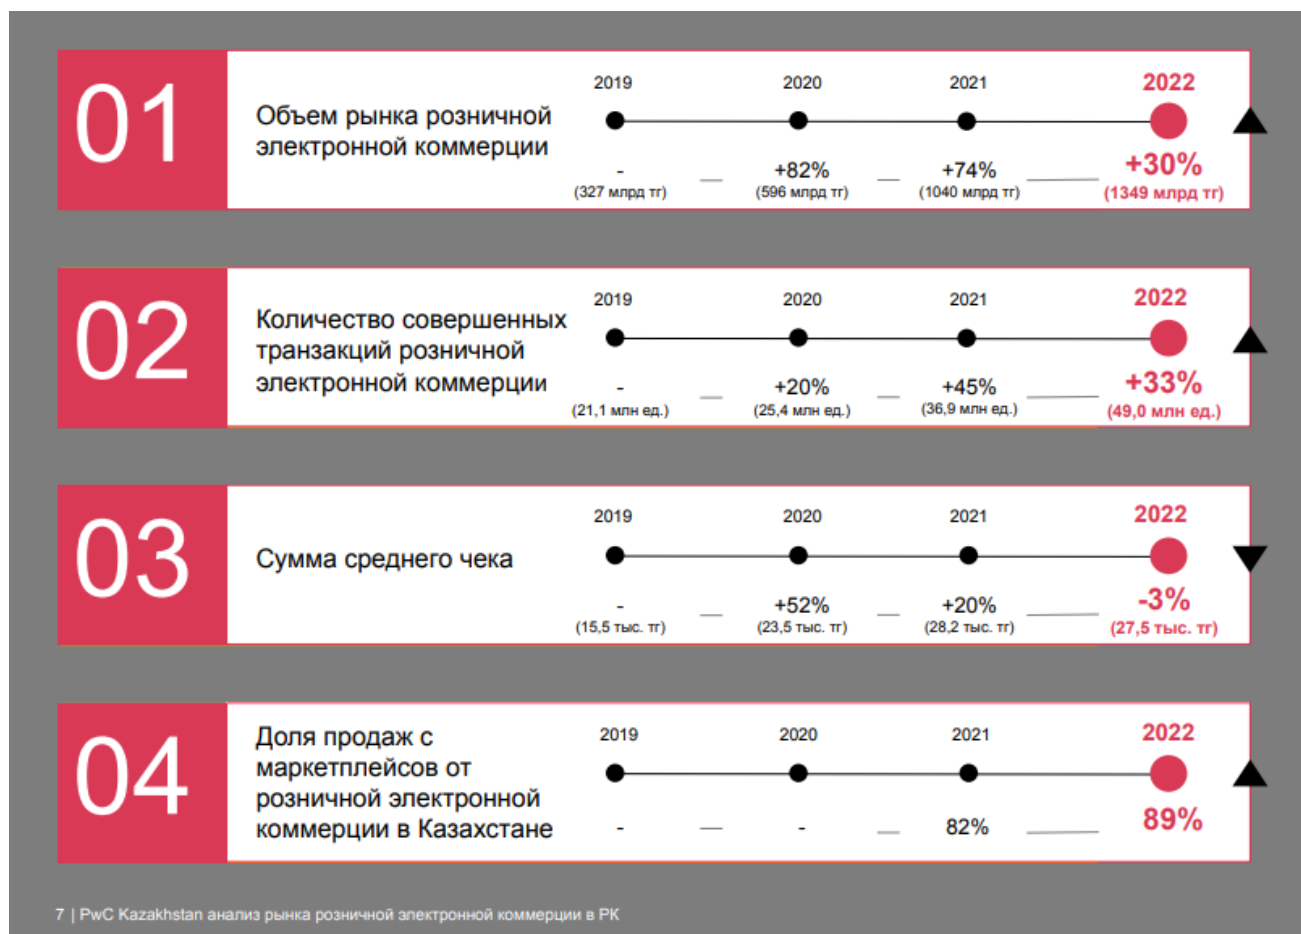 01
Объем рынка розничной
электронной коммерции
2019
2020
2021
2022
-
+82%
+74%
+30%
(327 млрд тг)
(596 млрд тг)
(1040 млрд тг)
(1349 млрд тг)
02
Количество совершенных
транзакций розничной
электронной коммерции
2019
2020
2021
2022
-
+20%
+45%
+33%
(21,1 млн ед.)
(25,4 млн ед.)
(36,9 млн ед.)
(49,0 млн ед.)
03
Сумма среднего чека
2019
2020
2021
2022
-
+52%
+20%
-3%
(15,5 тыс. тг)
(23,5 тыс. тг)
(28,2 тыс. тг)
(27,5 тыс. тг)
04
Доля продаж с
маркетплейсов от
розничной электронной
коммерции в Казахстане
2019
2020
2021
2022
-
-
82%
89%
7 | PwC Kazakhstan анализ рынка розничной электронной коммерции в РК